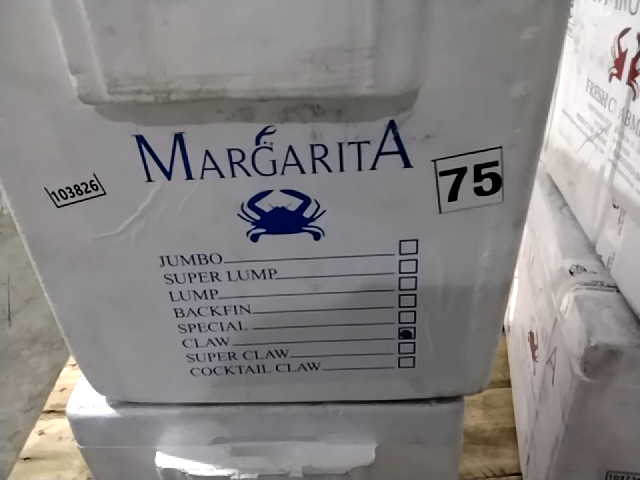 MARGARITA
103826
75
JUMBO
SUPER LUMP
LUMP
BACKFIN
SPECIAL
CLAW
SUPER CLAW
COCKTAIL CLAW